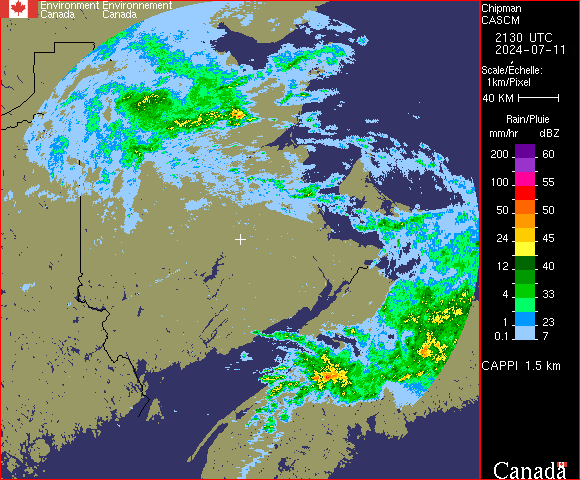 Environment Environnement
Canada Canada
Chipman
CASCM
2130 UTC
2024-07-11
Scale/Échelle:
1km/Pixel
40 KM
Rain/Pluie
mm/hr dBZ
200 60
100 55
50 50
24 45
12 40
4 33
1 23
0.1 7
CAPPI 1.5 km
Canada